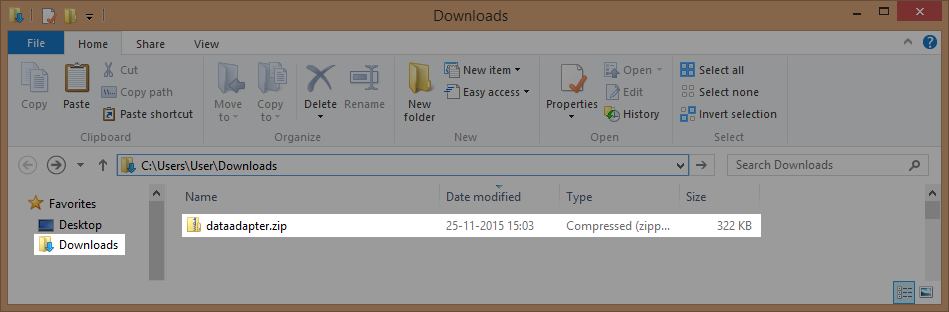 Downloads
File Home Share View
Copy Paste Cut Copy path Paste shortcut Clipboard
Move to Copy to Delete Rename Organize
New folder New item Easy access New
Properties Open Edit History Open
Select all Select none Invert selection Select
C:\Users\User\Downloads Search Downloads
Favorites
Desktop
Downloads
Name Date modified Type Size
dataadapter.zip 25-11-2015 15:03 Compressed (zipp... 322 KB